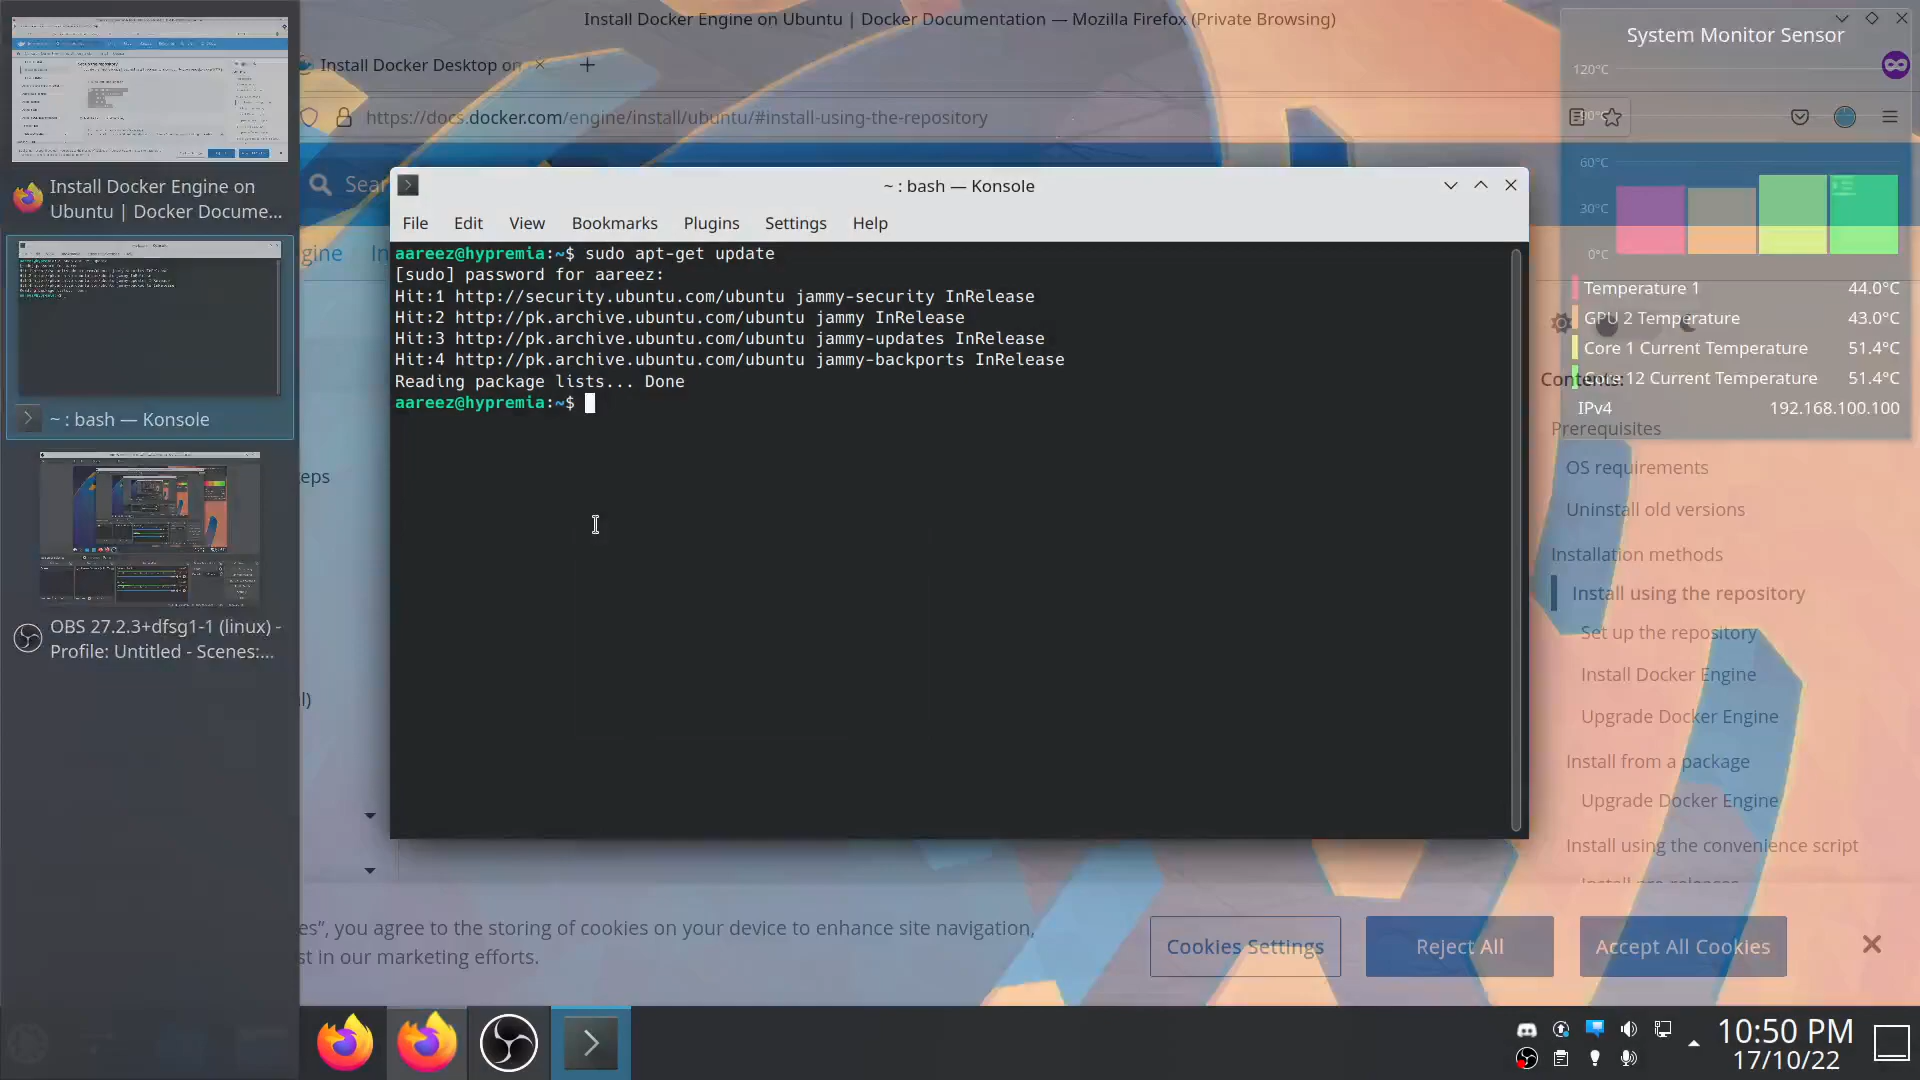 Install Docker Engine on Ubuntu | Docker Documentation — Mozilla Firefox (Private Browsing)
System Monitor Sensor
Install Docker Desktop on
120°C
https://docs.docker.com/engine/install/ubuntu/#install-using-the-repository
90°C
60°C
30°C
0°C
Install Docker Engine on
Ubuntu | Docker Docume...
Sear
~ : bash — Konsole
File Edit View Bookmarks Plugins Settings Help
ngine
In
aareez@hypremia:~$ sudo apt-get update
[sudo] password for aareez:
Hit:1 http://security.ubuntu.com/ubuntu jammy-security InRelease
Hit:2 http://pk.archive.ubuntu.com/ubuntu jammy InRelease
Hit:3 http://pk.archive.ubuntu.com/ubuntu jammy-updates InRelease
Hit:4 http://pk.archive.ubuntu.com/ubuntu jammy-backports InRelease
Reading package lists... Done
aareez@hypremia:~$
Temperature 1 44.0°C
GPU 2 Temperature 43.0°C
Core 1 Current Temperature 51.4°C
Core 12 Current Temperature 51.4°C
IPv4 192.168.100.100
Contents:
Prerequisites
OS requirements
Uninstall old versions
Installation methods
Install using the repository
Set up the repository
Install Docker Engine
Upgrade Docker Engine
Install from a package
Upgrade Docker Engine
Install using the convenience script
~ : bash — Konsole
eps
OBS 27.2.3+dfsg1-1 (linux) -
Profile: Untitled - Scenes:...
l)
es”, you agree to the storing of cookies on your device to enhance site navigation,
st in our marketing efforts.
Cookies Settings
Reject All
Accept All Cookies
10:50 PM
17/10/22